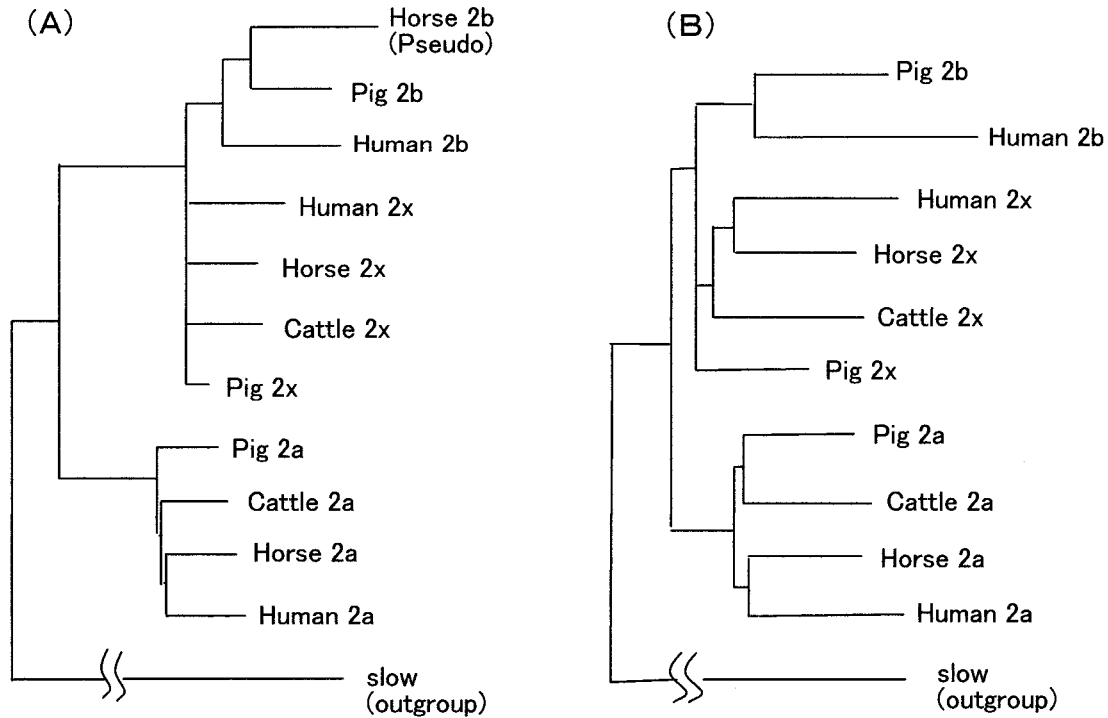 (A)
Horse 2b
(Pseudo)
Pig 2b
Human 2b
Human 2x
Horse 2x
Cattle 2x
Pig 2x
Pig 2a
Cattle 2a
Horse 2a
Human 2a
slow
(outgroup)
(B)
Pig 2b
Human 2b
Human 2x
Horse 2x
Cattle 2x
Pig 2x
Pig 2a
Cattle 2a
Horse 2a
Human 2a
slow
(outgroup)